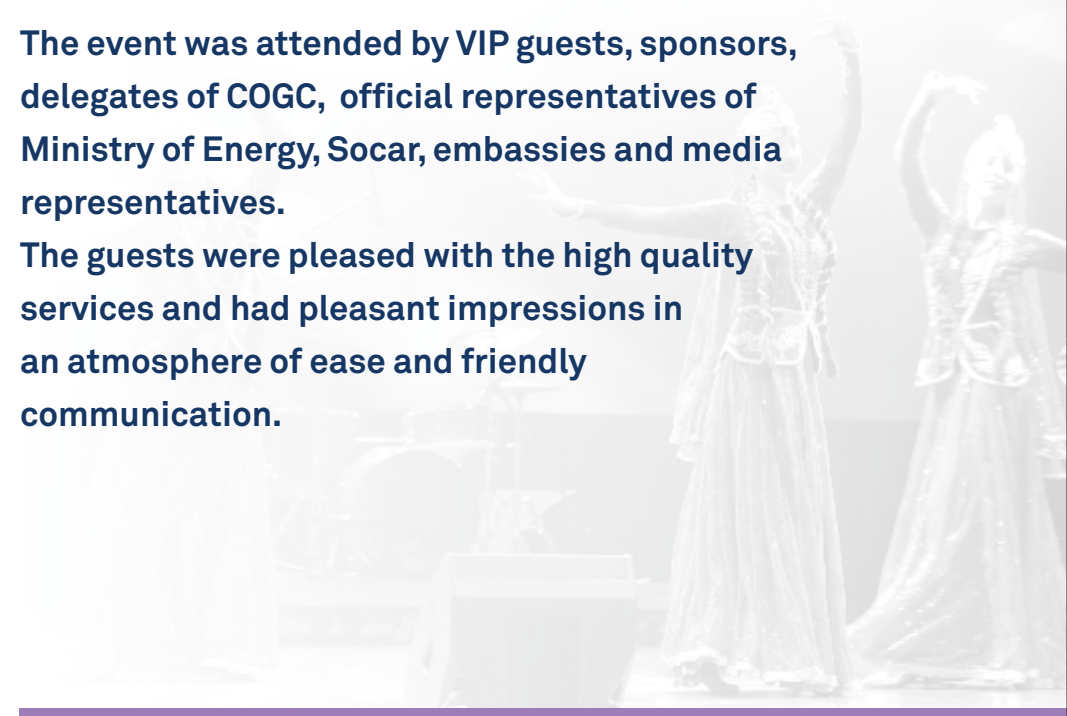 The event was attended by VIP guests, sponsors,
delegates of COGC,  official representatives of
Ministry of Energy, Socar, embassies and media
representatives.
The guests were pleased with the high quality
services and had pleasant impressions in
an atmosphere of ease and friendly
communication.